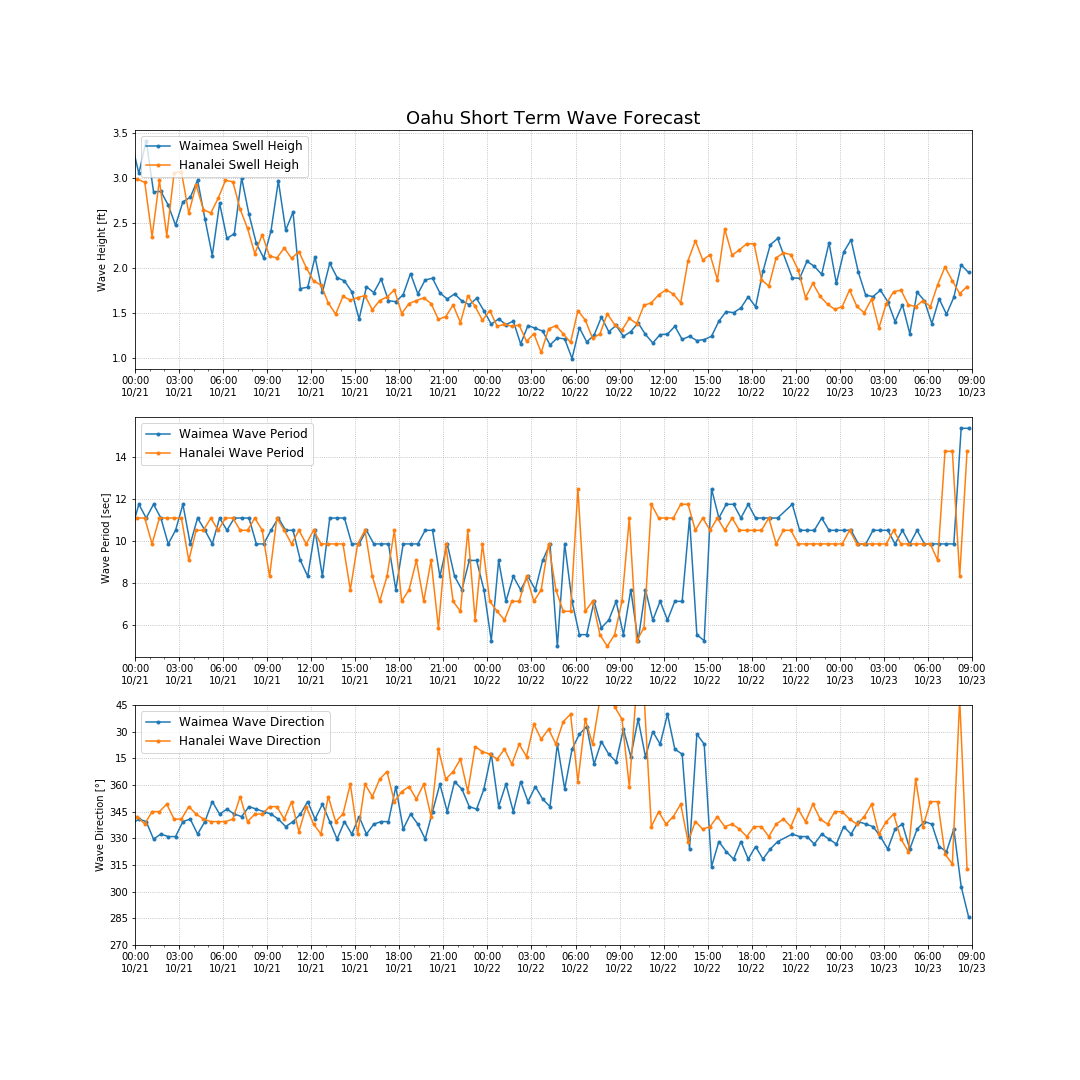 Oahu Short Term Wave Forecast
3.5
3.0
2.5
2.0
1.5
1.0
Wave Height [ft]
Waimea Swell Heigh
Hanalei Swell Heigh
00:00 03:00 06:00 09:00 12:00 15:00 18:00 21:00 00:00 03:00 06:00 09:00 12:00 15:00 18:00 21:00 00:00 03:00 06:00 09:00
10/21 10/21 10/21 10/21 10/21 10/21 10/21 10/21 10/22 10/22 10/22 10/22 10/22 10/22 10/22 10/22 10/23 10/23 10/23 10/23
14
12
10
8
6
Wave Period [sec]
Waimea Wave Period
Hanalei Wave Period
00:00 03:00 06:00 09:00 12:00 15:00 18:00 21:00 00:00 03:00 06:00 09:00 12:00 15:00 18:00 21:00 00:00 03:00 06:00 09:00
10/21 10/21 10/21 10/21 10/21 10/21 10/21 10/21 10/22 10/22 10/22 10/22 10/22 10/22 10/22 10/22 10/23 10/23 10/23 10/23
45
30
15
360
345
330
315
300
285
270
Wave Direction [°]
Waimea Wave Direction
Hanalei Wave Direction
00:00 03:00 06:00 09:00 12:00 15:00 18:00 21:00 00:00 03:00 06:00 09:00 12:00 15:00 18:00 21:00 00:00 03:00 06:00 09:00
10/21 10/21 10/21 10/21 10/21 10/21 10/21 10/21 10/22 10/22 10/22 10/22 10/22 10/22 10/22 10/22 10/23 10/23 10/23 10/23